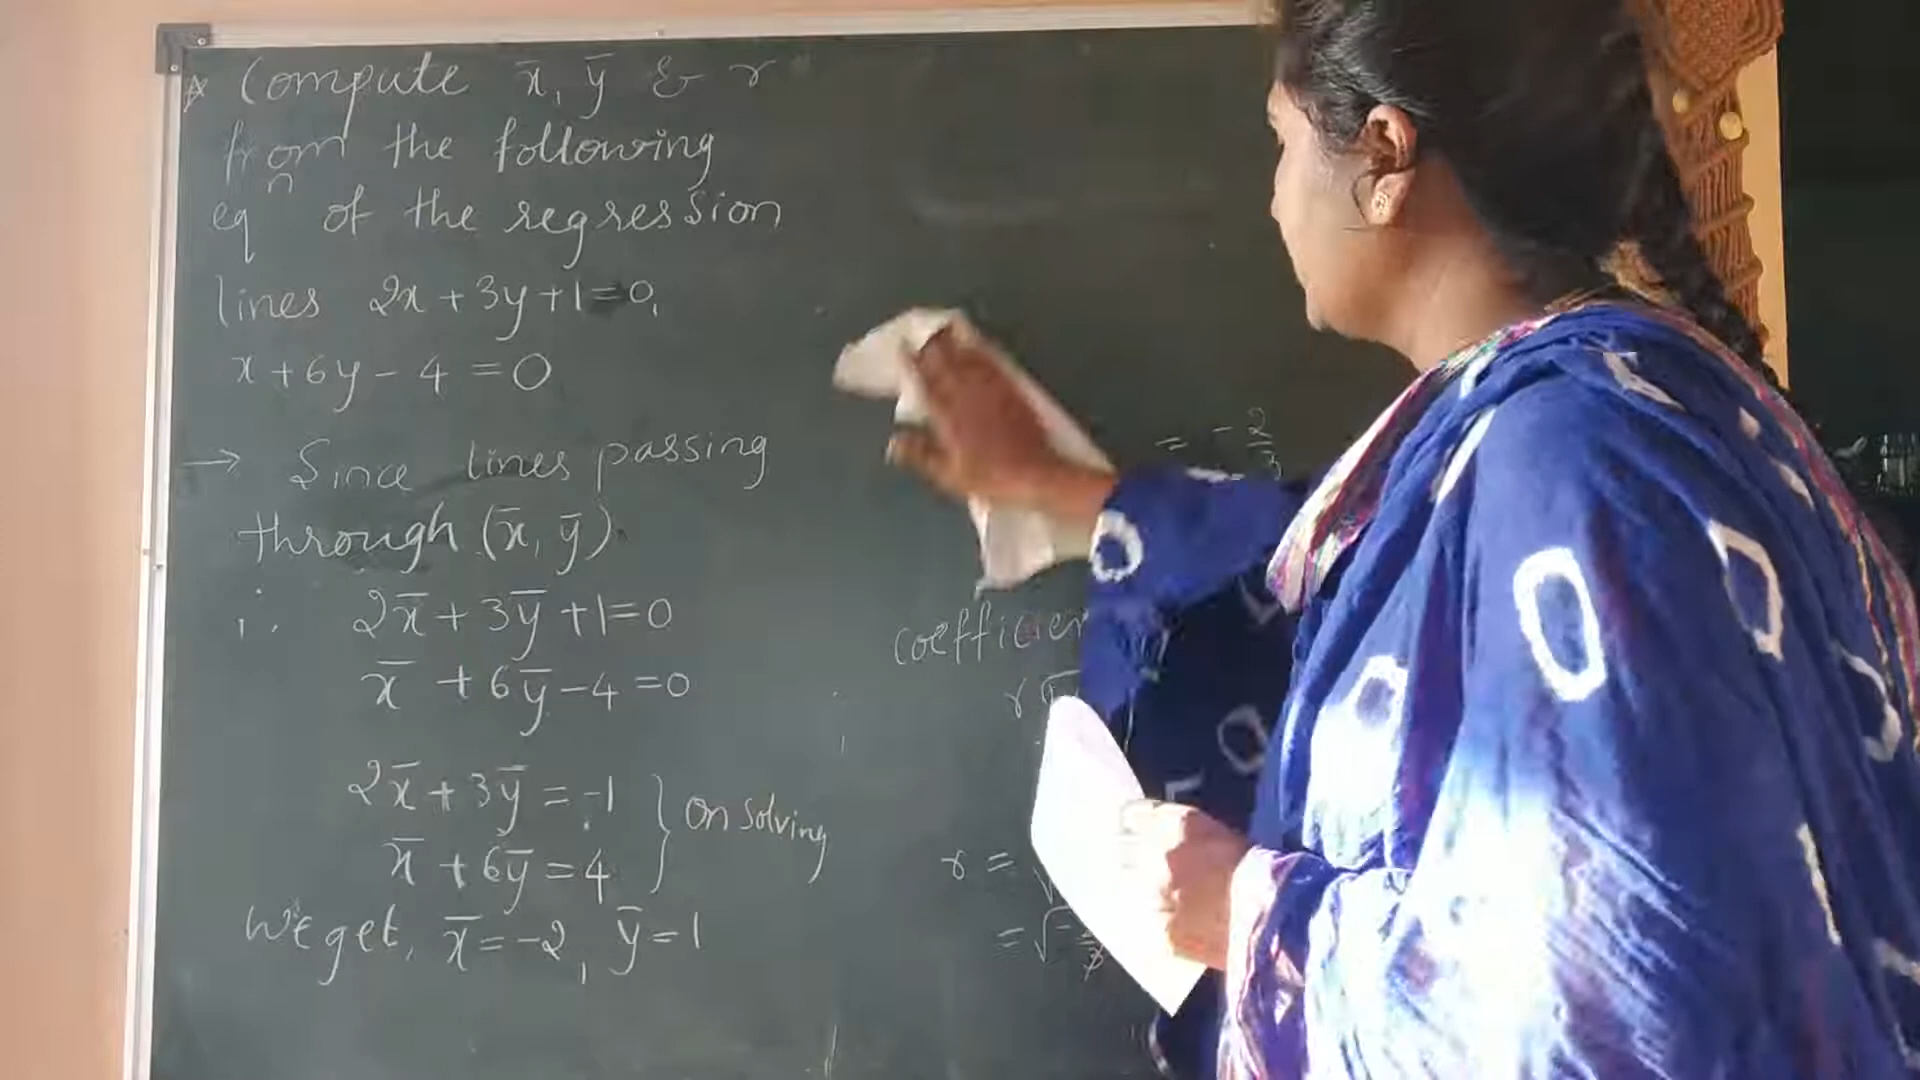 * Compute x̄, ȳ & r
from the following
eqⁿ of the regression
lines 2x + 3y + 1 = 0,
x + 6y - 4 = 0
→ Since lines passing
through (x̄, ȳ).
∴ 2x̄ + 3ȳ + 1 = 0
x̄ + 6ȳ - 4 = 0
2x̄ + 3ȳ = -1 } On solving
x̄ + 6ȳ = 4
We get, x̄ = -2, ȳ = 1
= -2/3
r =
= √-